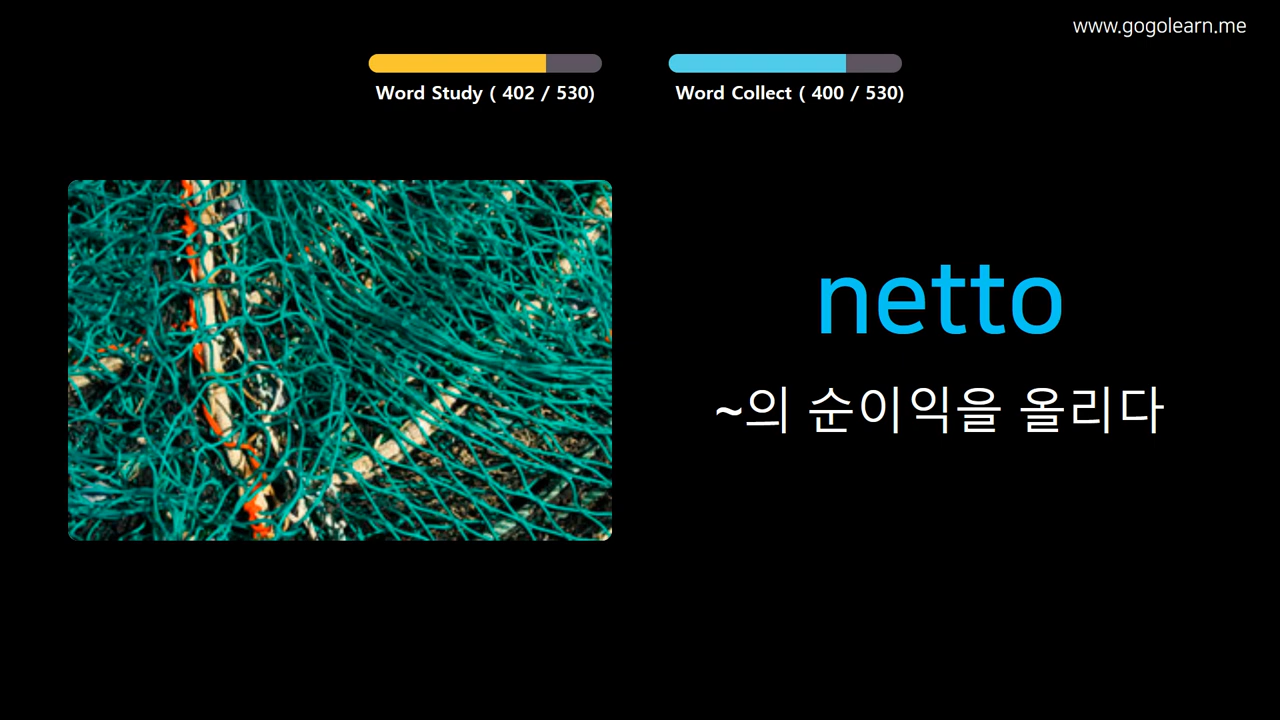 www.gogolearn.me
Word Study ( 402 / 530)
Word Collect ( 400 / 530)
netto
~의 순이익을 올리다